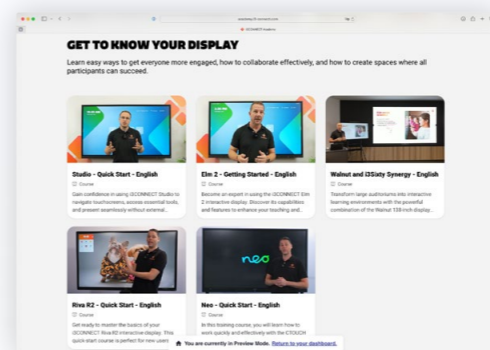 GET TO KNOW YOUR DISPLAY
Learn easy ways to get everyone more engaged, how to collaborate effectively, and how to create spaces where all
participants can succeed.
Studio - Quick Start - English
Course
Gain confidence in using i3CONNECT Studio to
navigate touchscreens, access essential tools,
and present seamlessly without external...
Elm 2 - Getting Started - English
Course
Become an expert in using the i3CONNECT Elm
2 interactive display. Discover its capabilities
and features to enhance your teaching and...
Walnut and i3Sixty Synergy - English
Course
Transform large auditoriums into interactive
learning environments with the powerful
combination of the Walnut 138-inch display...
neo
Riva R2 - Quick Start - English
Course
Get ready to master the basics of your
i3CONNECT Riva R2 interactive display. This
quick start course is perfect for new users
Neo - Quick Start - English
Course
In this training course, you will learn how to
work quickly and effectively with the CTOUCH
You are currently in Preview Mode. Return to your dashboard.